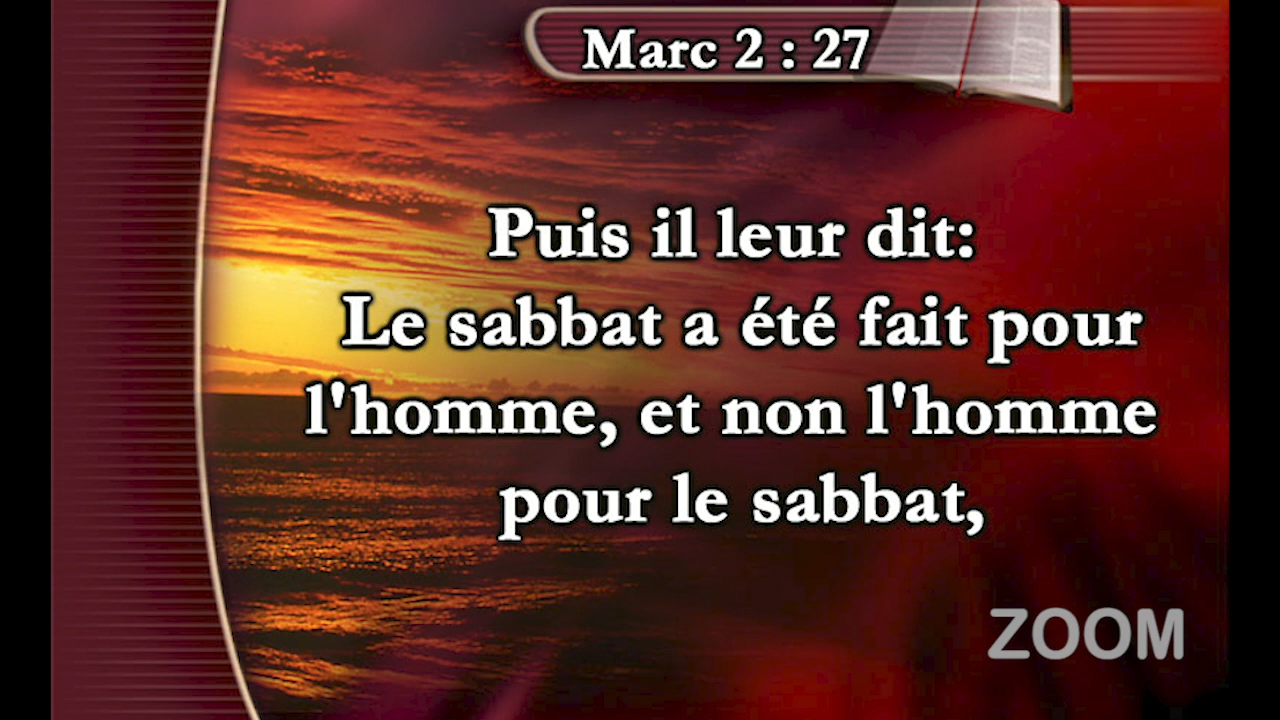 Marc 2 : 27
Puis il leur dit:
Le sabbat a été fait pour
l'homme, et non l'homme
pour le sabbat,
ZOOM